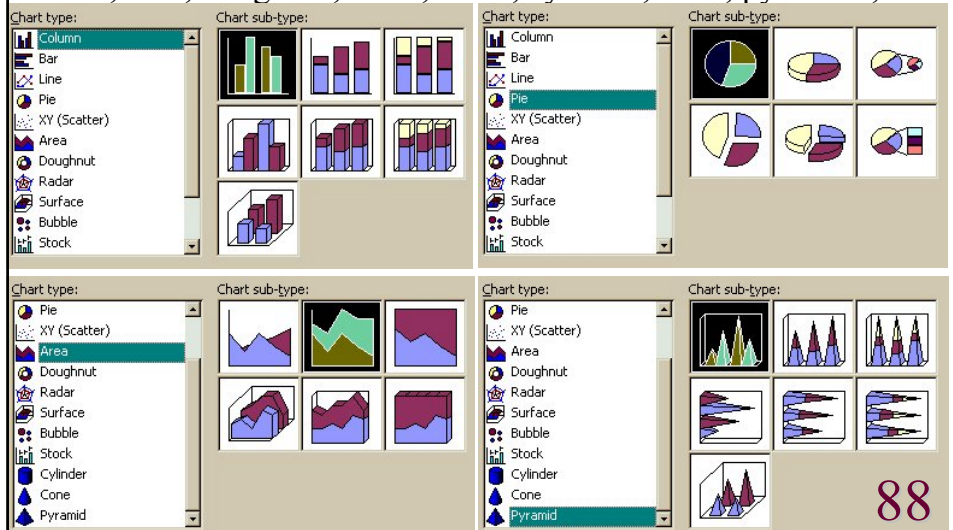 Chart type:
Chart sub-type:
Column
Bar
Line
Pie
XY (Scatter)
Area
Doughnut
Radar
Surface
Bubble
Stock
Chart type:
Chart sub-type:
Column
Bar
Line
Pie
XY (Scatter)
Area
Doughnut
Radar
Surface
Bubble
Stock
Chart type:
Chart sub-type:
Pie
XY (Scatter)
Area
Doughnut
Radar
Surface
Bubble
Stock
Cylinder
Cone
Pyramid
Chart type:
Chart sub-type:
Pie
XY (Scatter)
Area
Doughnut
Radar
Surface
Bubble
Stock
Cylinder
Cone
Pyramid
88